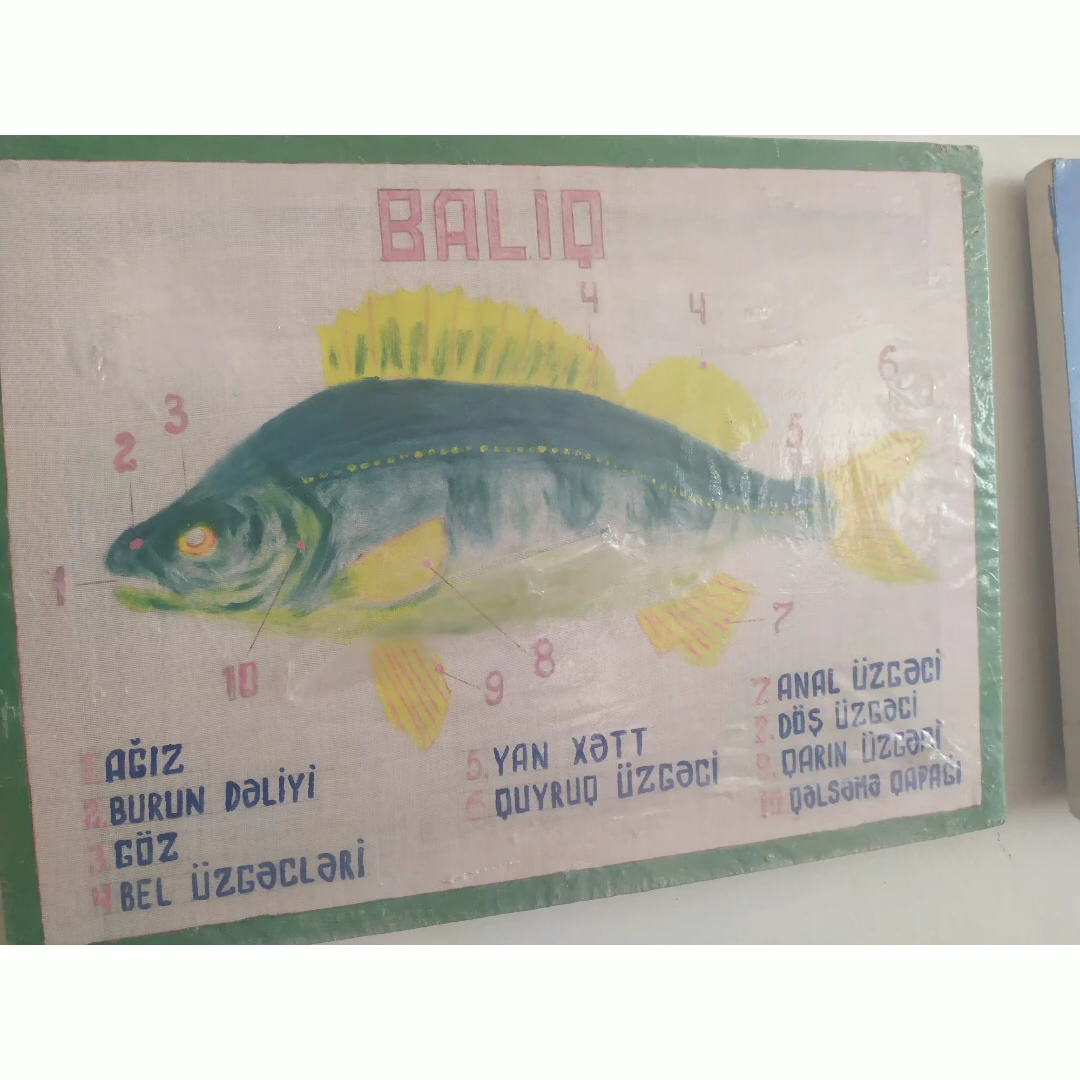 BALIQ
4 4
6
3
2
5
1
7
8
10
9
1. AĞIZ
2. BURUN DƏLİYİ
3. GÖZ
4 BEL ÜZGƏCLƏRİ
5. YAN XƏTT
6. QUYRUQ ÜZGƏCİ
7 ANAL ÜZGƏCİ
8. DÖŞ ÜZGƏCİ
9. QARIN ÜZGƏCİ
10. QƏLSƏMƏ QAPAĞI